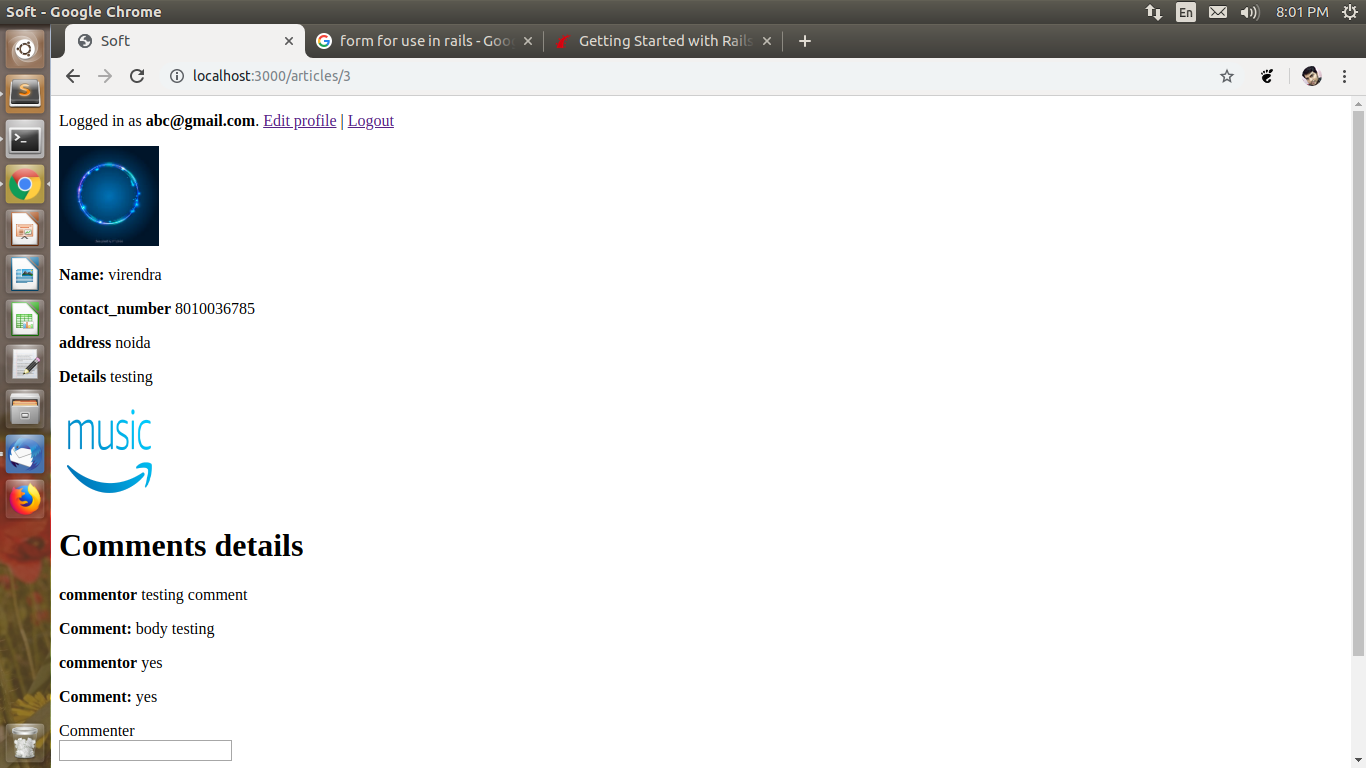 Soft - Google Chrome
En
8:01 PM
Soft
form for use in rails - Goo
Getting Started with Rails
localhost:3000/articles/3
Logged in as abc@gmail.com. Edit profile | Logout
Name: virendra
contact_number 8010036785
address noida
Details testing
music
Comments details
commentor testing comment
Comment: body testing
commentor yes
Comment: yes
Commenter